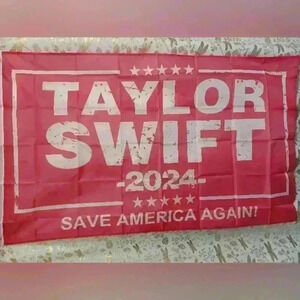 TAYLOR
SWIFT
-2024-
SAVE AMERICA AGAIN!